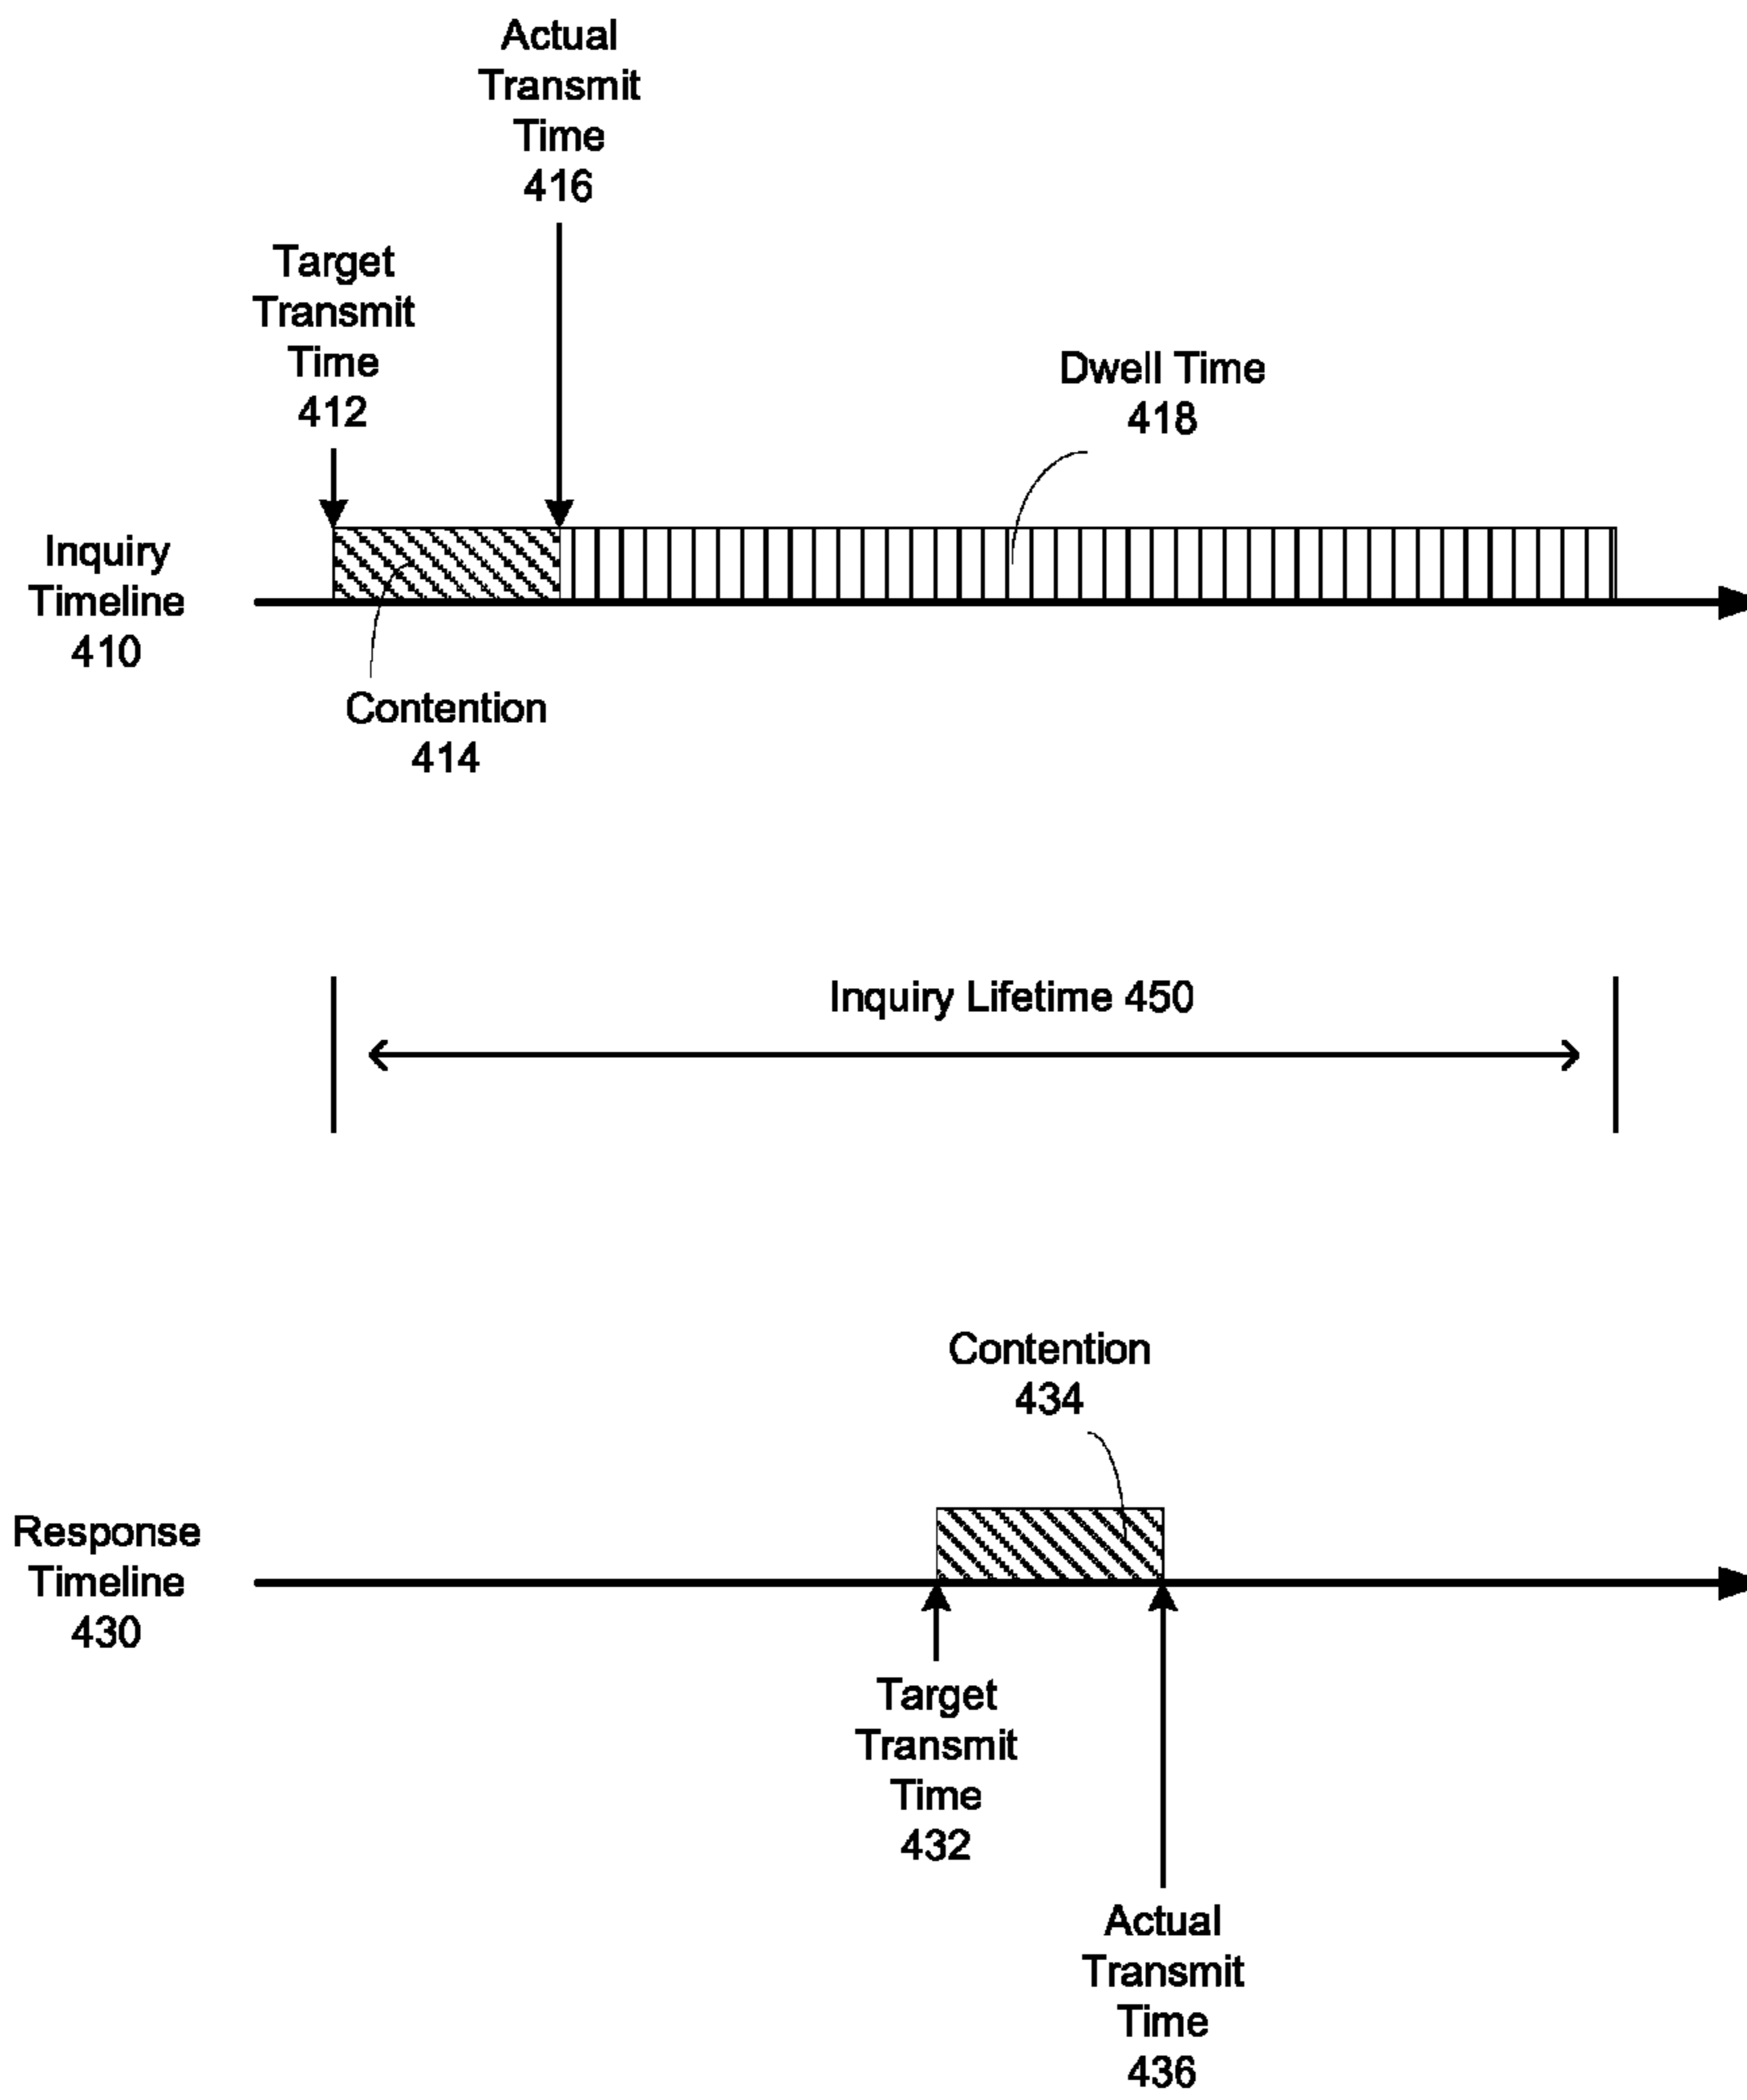 Actual
Transmit
Time
416
Target
Transmit
Time
412
Dwell Time
418
Inquiry
Timeline
410
Contention
414
Inquiry Lifetime 450
Contention
434
Response
Timeline
430
Target
Transmit
Time
432
Actual
Transmit
Time
436